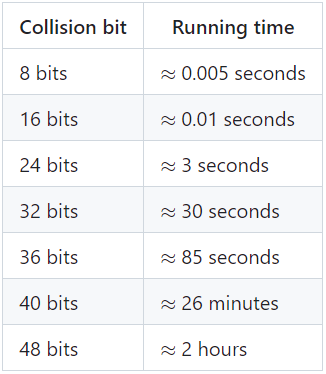 Collision bit Running time
8 bits ≈ 0.005 seconds
16 bits ≈ 0.01 seconds
24 bits ≈ 3 seconds
32 bits ≈ 30 seconds
36 bits ≈ 85 seconds
40 bits ≈ 26 minutes
48 bits ≈ 2 hours